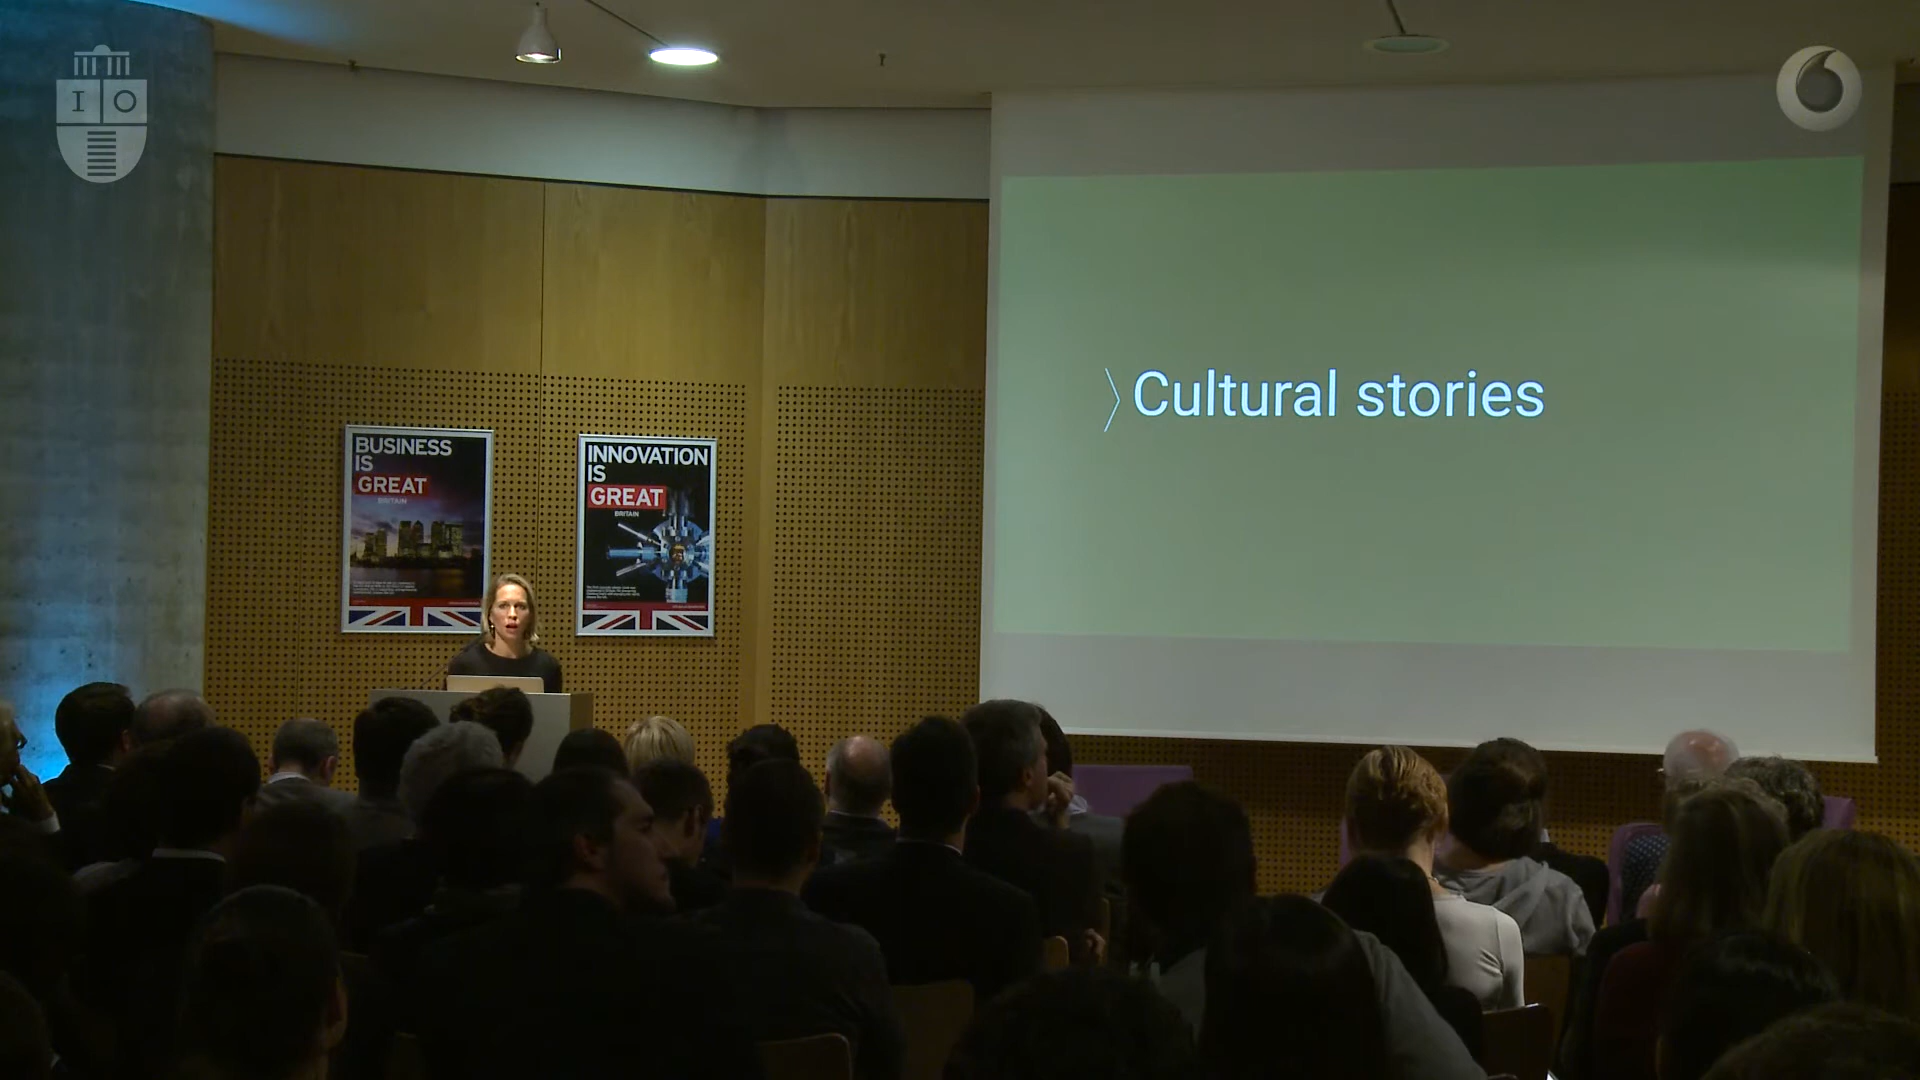 I O
BUSINESS
IS
GREAT
BRITAIN
INNOVATION
IS
GREAT
BRITAIN
Cultural stories